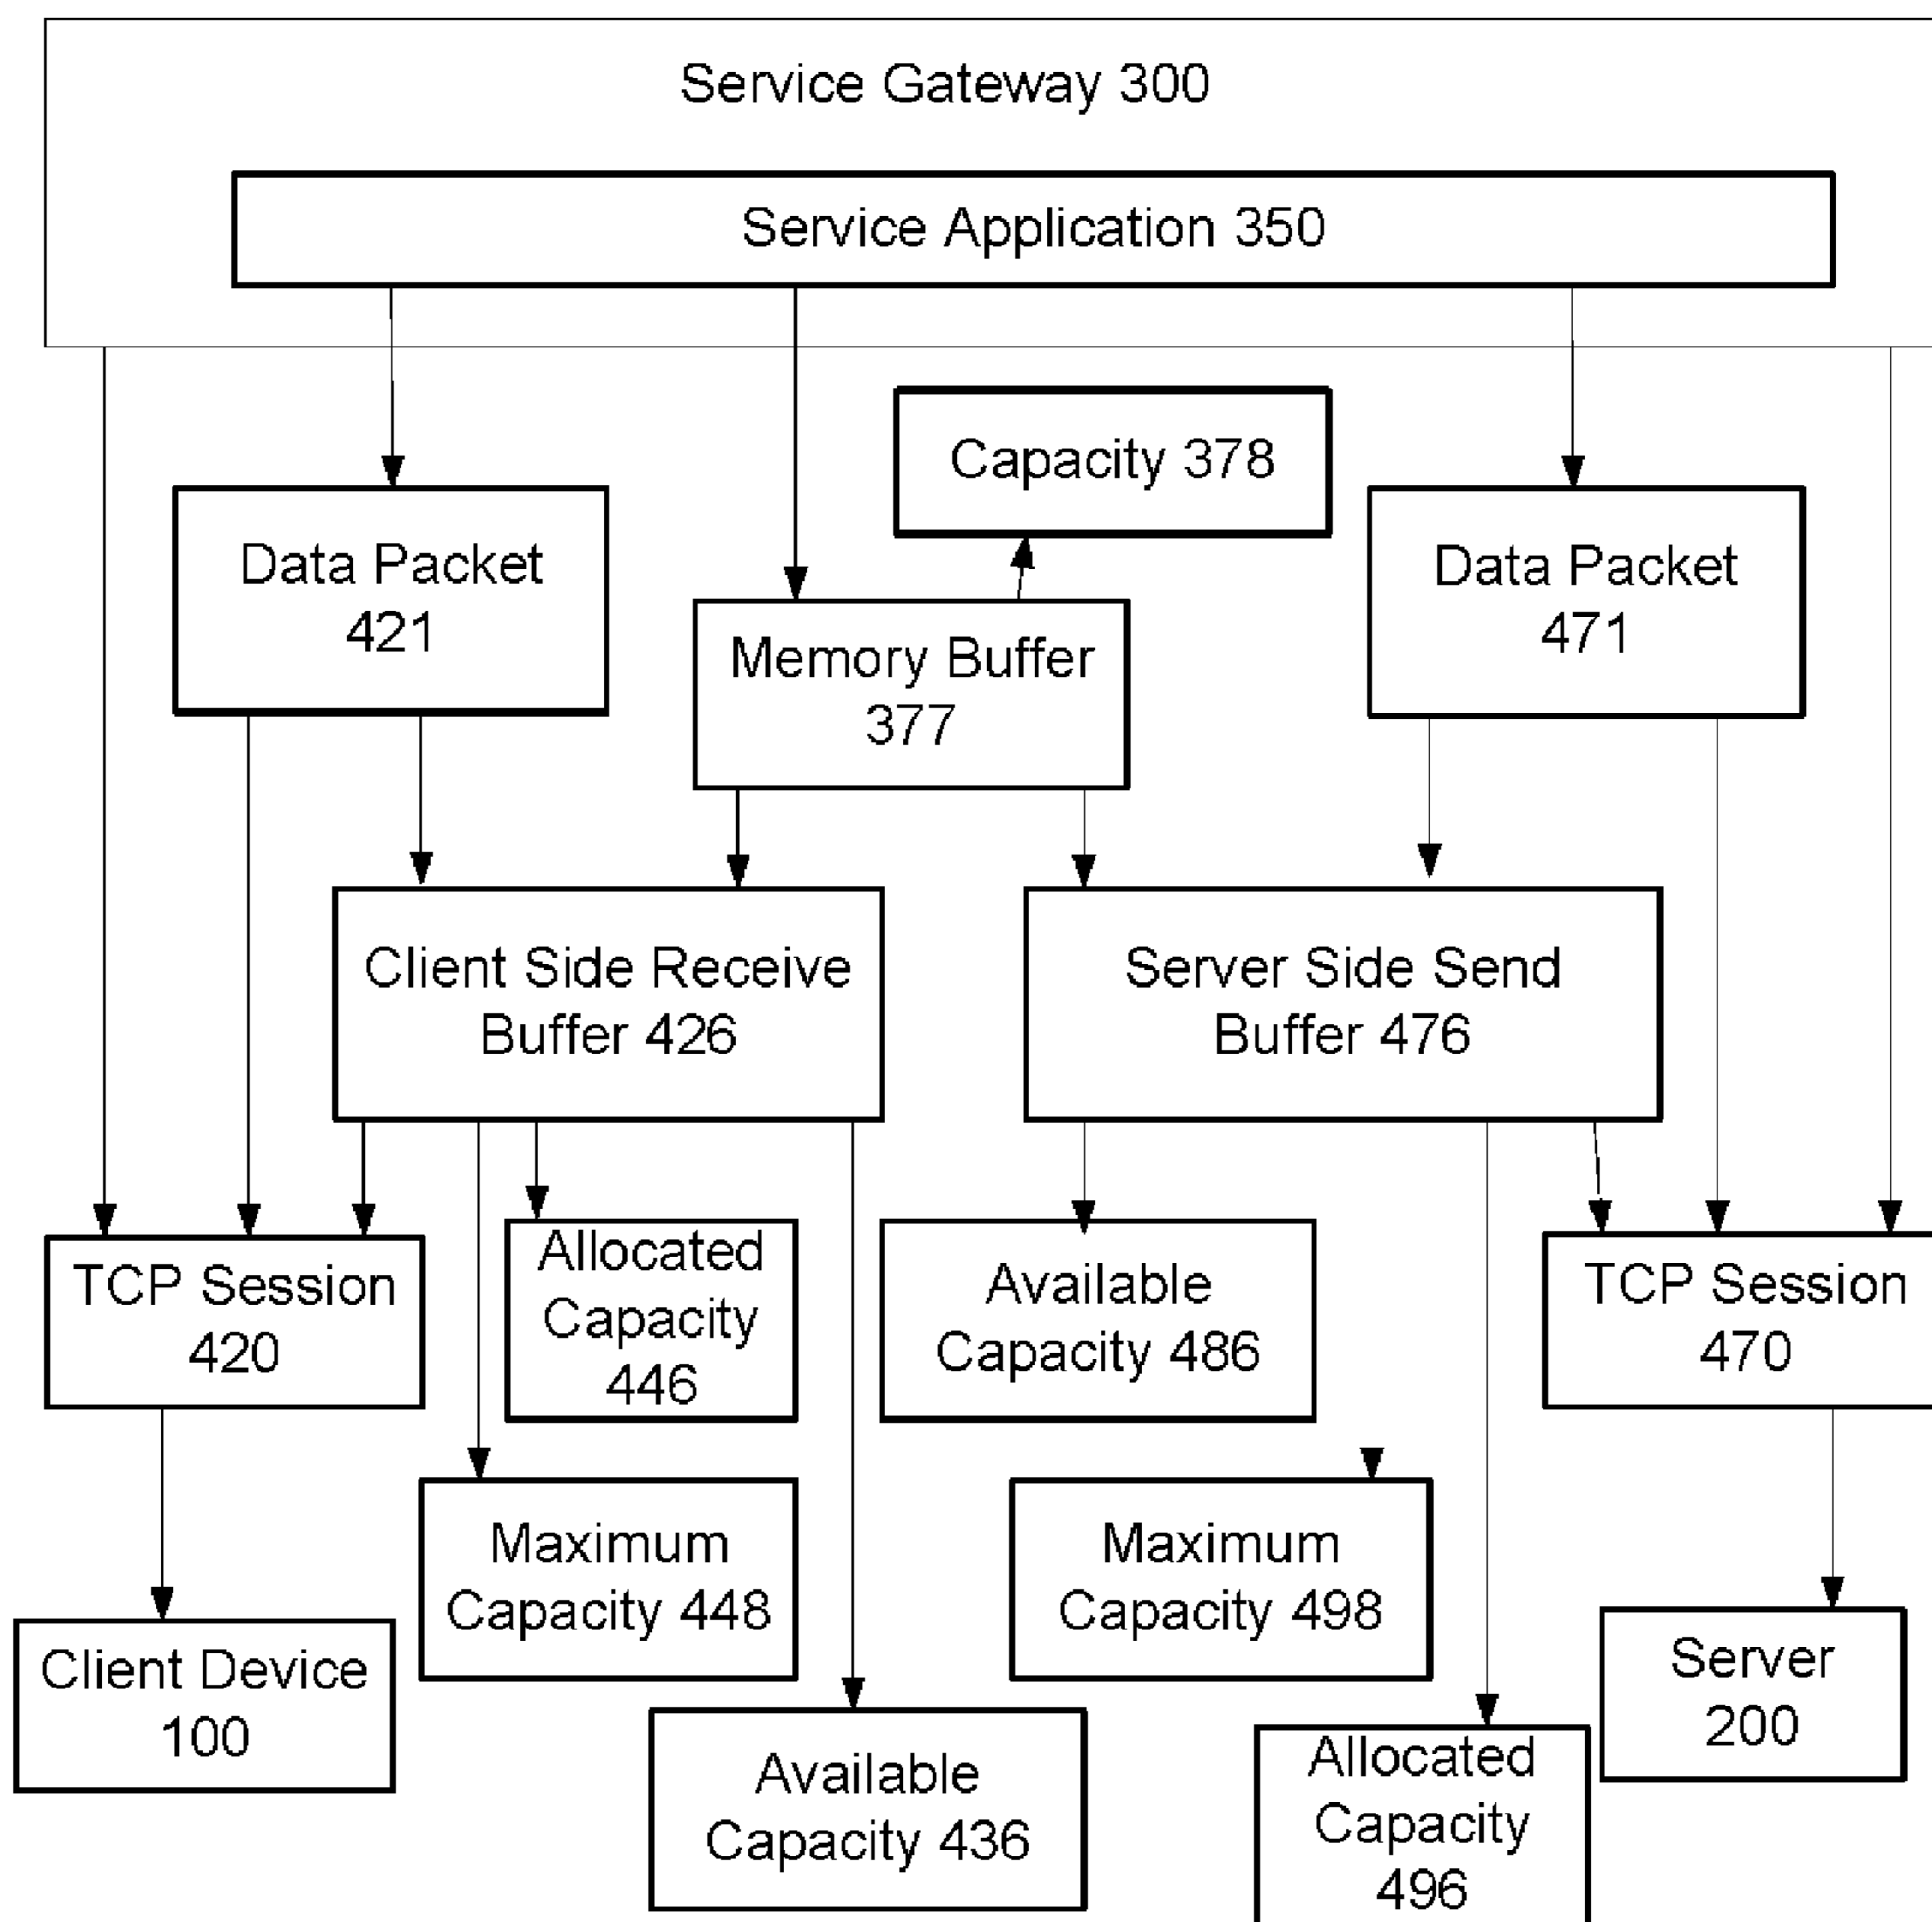 Service Gateway 300
Service Application 350
Capacity 378
Data Packet
421
Data Packet
471
Memory Buffer
377
Client Side Receive
Buffer 426
Server Side Send
Buffer 476
TCP Session
420
Allocated
Capacity
446
Available
Capacity 486
TCP Session
470
Maximum
Capacity 448
Maximum
Capacity 498
Client Device
100
Server
200
Available
Capacity 436
Allocated
Capacity
496